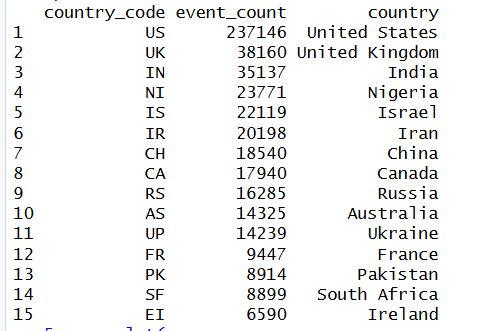 country_code event_count country
1 US 237146 United States
2 UK 38160 United Kingdom
3 IN 35137 India
4 NI 23771 Nigeria
5 IS 22119 Israel
6 IR 20198 Iran
7 CH 18540 China
8 CA 17940 Canada
9 RS 16285 Russia
10 AS 14325 Australia
11 UP 14239 Ukraine
12 FR 9447 France
13 PK 8914 Pakistan
14 SF 8899 South Africa
15 EI 6590 Ireland